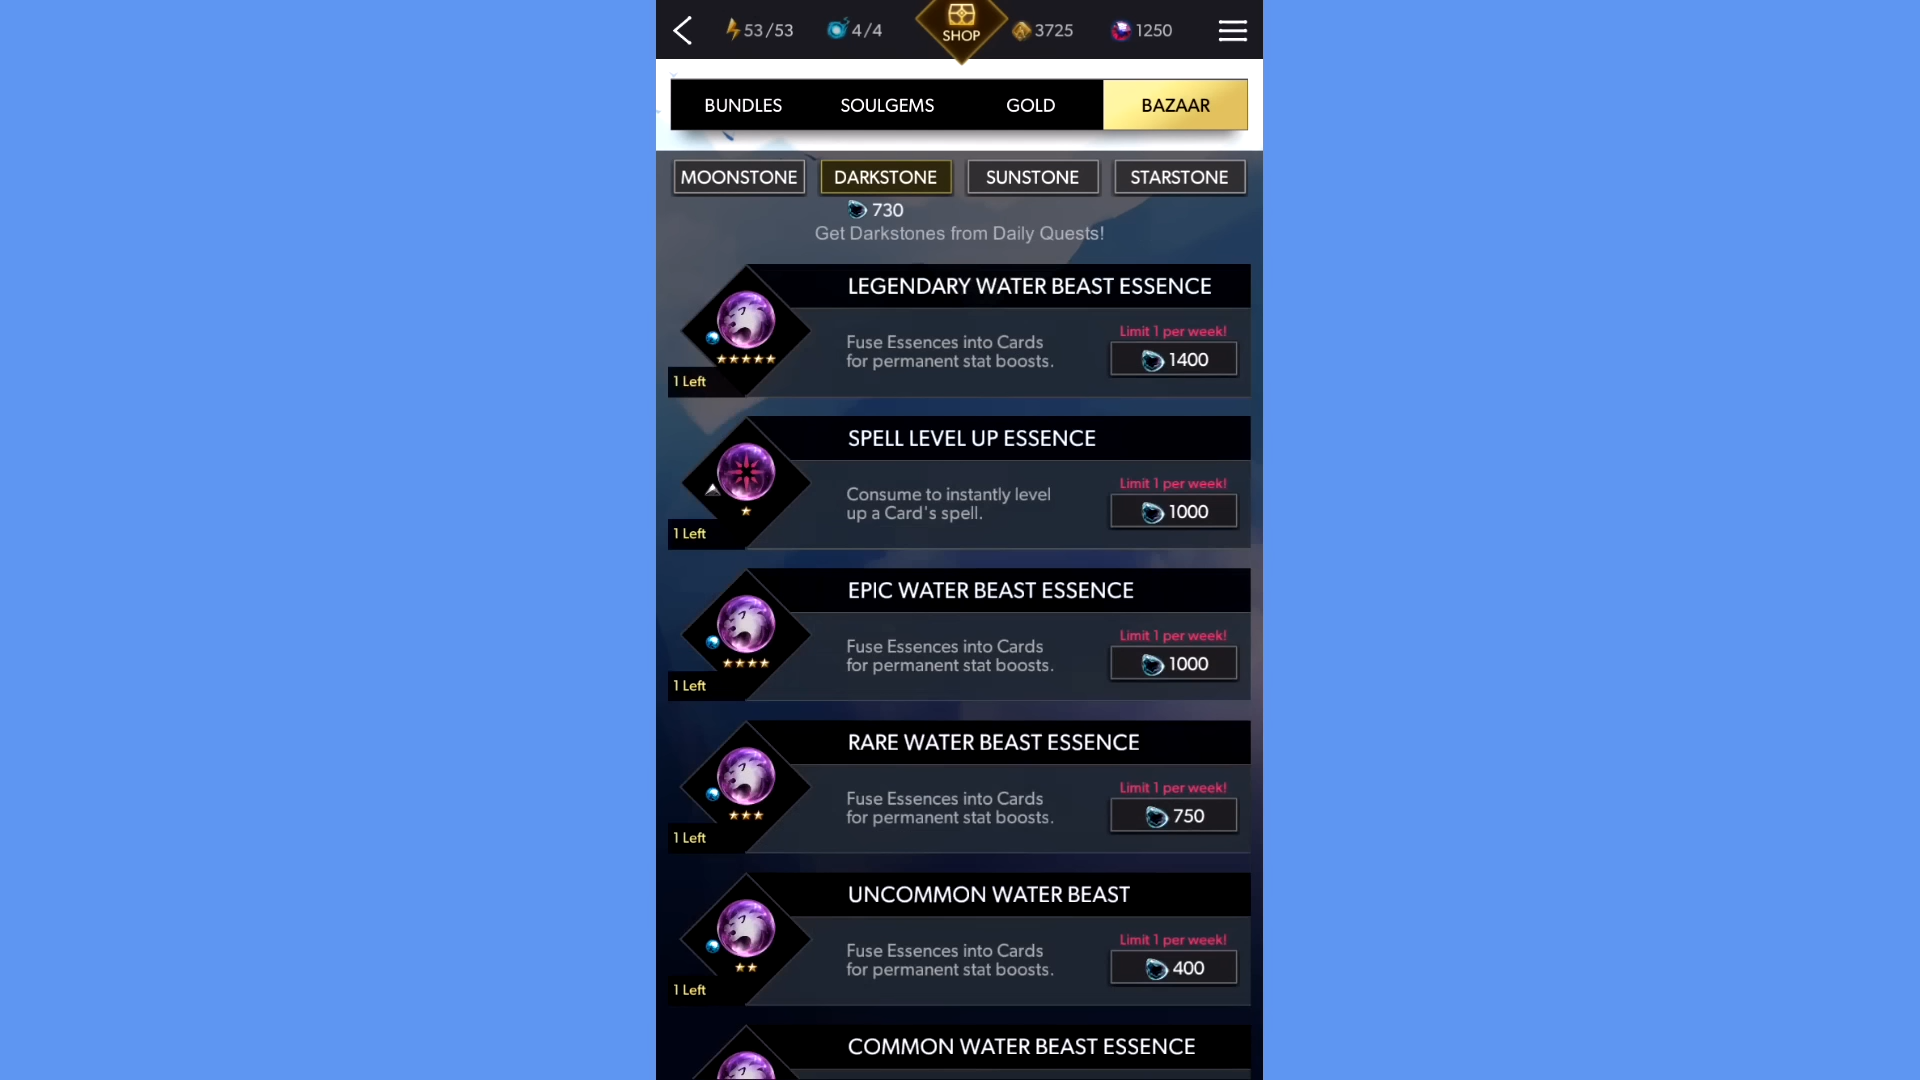 53/53
4/4
SHOP
3725
1250
BUNDLES
SOULGEMS
GOLD
BAZAAR
MOONSTONE
DARKSTONE
SUNSTONE
STARSTONE
730
Get Darkstones from Daily Quests!
LEGENDARY WATER BEAST ESSENCE
Fuse Essences into Cards
for permanent stat boosts.
Limit 1 per week!
1400
1 Left
SPELL LEVEL UP ESSENCE
Consume to instantly level
up a Card's spell.
Limit 1 per week!
1000
1 Left
EPIC WATER BEAST ESSENCE
Fuse Essences into Cards
for permanent stat boosts.
Limit 1 per week!
1000
1 Left
RARE WATER BEAST ESSENCE
Fuse Essences into Cards
for permanent stat boosts.
Limit 1 per week!
750
1 Left
UNCOMMON WATER BEAST
Fuse Essences into Cards
for permanent stat boosts.
Limit 1 per week!
400
1 Left
COMMON WATER BEAST ESSENCE